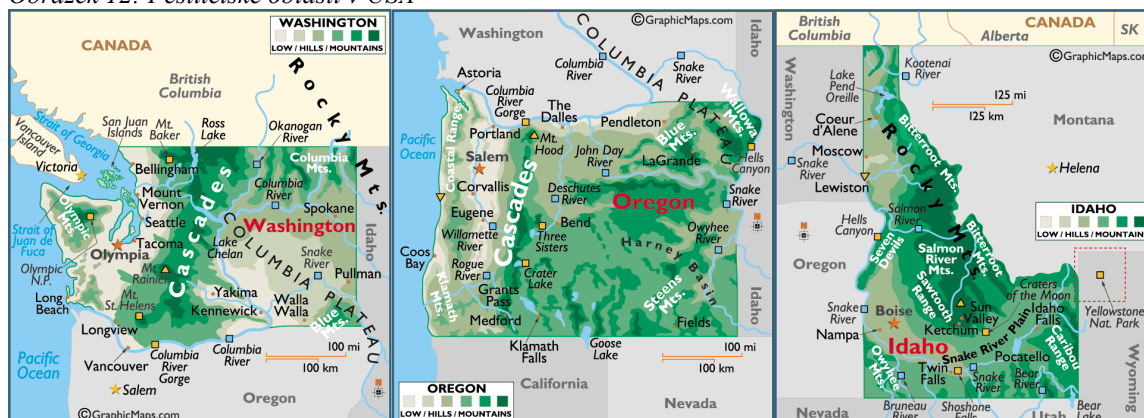 Obrázek 12: Pěstitelské oblasti v USA
WASHINGTON
LOW / HILLS / MOUNTAINS
CANADA
British
Columbia
Rocky Mts.
Vancouver
Island
Strait of Georgia
San Juan
Islands
Mt.
Baker
Ross
Lake
Okanogan
River
Victoria
Bellingham
Columbia
Mts.
Mount
Vernon
Columbia
River
Olympic
Mts.
Seattle
Cascades
Washington
Spokane
Strait of
Juan de
Fuca
Tacoma
Olympia
Lake
Chelan
Snake
River
Idaho
Olympic
N.P.
Mt.
Rainier
COLUMBIA PLATEAU
Pullman
Long
Beach
Mt.
St. Helens
Yakima
Walla
Walla
Kennewick
Blue
Mts.
Longview
Pacific
Ocean
Vancouver
Columbia
River
Gorge
Columbia
River
100 mi
100 km
Salem
Oregon
N
©GraphicMaps.com
©GraphicMaps.com
Washington
COLUMBIA PLATEAU
Idaho
Columbia
River
Snake
River
Astoria
Columbia
River
Gorge
The
Dalles
Pendleton
Wallowa
Mts.
Pacific
Ocean
Coastal Range
Portland
Mt.
Hood
Blue
Mts.
Salem
John Day
River
LaGrande
Hells
Canyon
Corvallis
Cascades
Deschutes
River
Oregon
Snake
River
Eugene
Bend
Willamette
River
Three
Sisters
Harney Basin
Owyhee
River
N
Coos
Bay
Rogue
River
Crater
Lake
Klamath
Mts.
Grants
Pass
Steens
Mts.
Idaho
Medford
Fields
Klamath
Falls
Goose
Lake
100 mi
100 km
California
OREGON
LOW / HILLS / MOUNTAINS
Nevada
British
Columbia
CANADA
Alberta
SK
©GraphicMaps.com
Washington
Kootenai
River
Lake
Pend
Oreille
125 mi
125 km
Coeur
d'Alene
Rocky Mts.
Bitterroot Mts.
Montana
Moscow
Helena
Snake
River
Lewiston
IDAHO
LOW / HILLS / MOUNTAINS
Salmon
River
Hells
Canyon
Seven
Devils
Salmon
River
Mts.
Bitterroot
Mts.
N
Oregon
Sawtooth
Range
Craters
of the Moon
Snake
River
Boise
Sun
Valley
Idaho
Falls
Yellowstone
Nat. Park
Nampa
Ketchum
Idaho
Snake River Plain
Caribou
Range
Pocatello
Owyhee
Mts.
Twin
Falls
Snake
River
Bear
River
Wyoming
Bruneau
River
Shoshone
Falls
Bear
Lake
Nevada
Utah